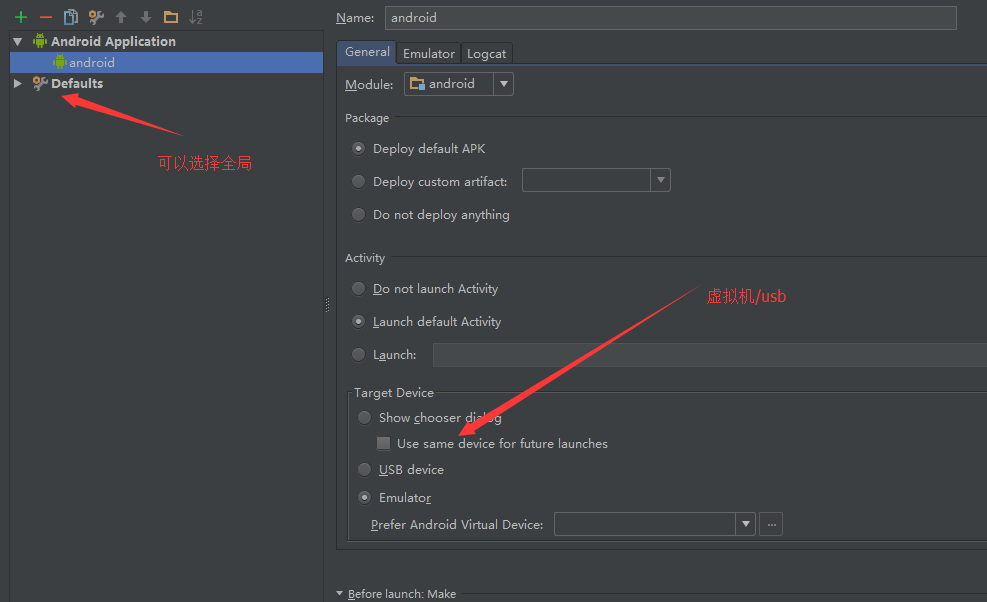 Name: android
Android Application
android
Defaults
可以选择全局
General Emulator Logcat
Module: android
Package
Deploy default APK
Deploy custom artifact:
Do not deploy anything
Activity
Do not launch Activity
虚拟机/usb
Launch default Activity
Launch:
Target Device
Show chooser dialog
Use same device for future launches
USB device
Emulator
Prefer Android Virtual Device: ...
Before launch: Make